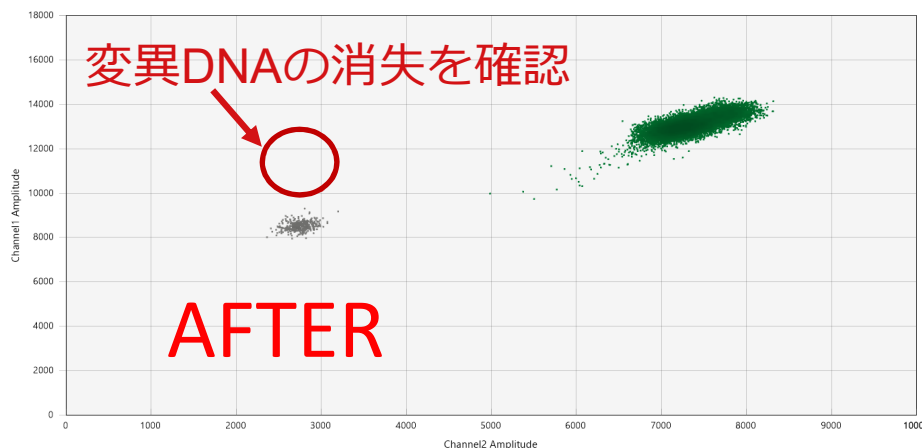 18000
変異DNAの消失を確認
16000
14000
12000
10000
8000
6000
4000
2000
0
Channel1 Amplitude
AFTER
0 1000 2000 3000 4000 5000 6000 7000 8000 9000
Channel2 Amplitude